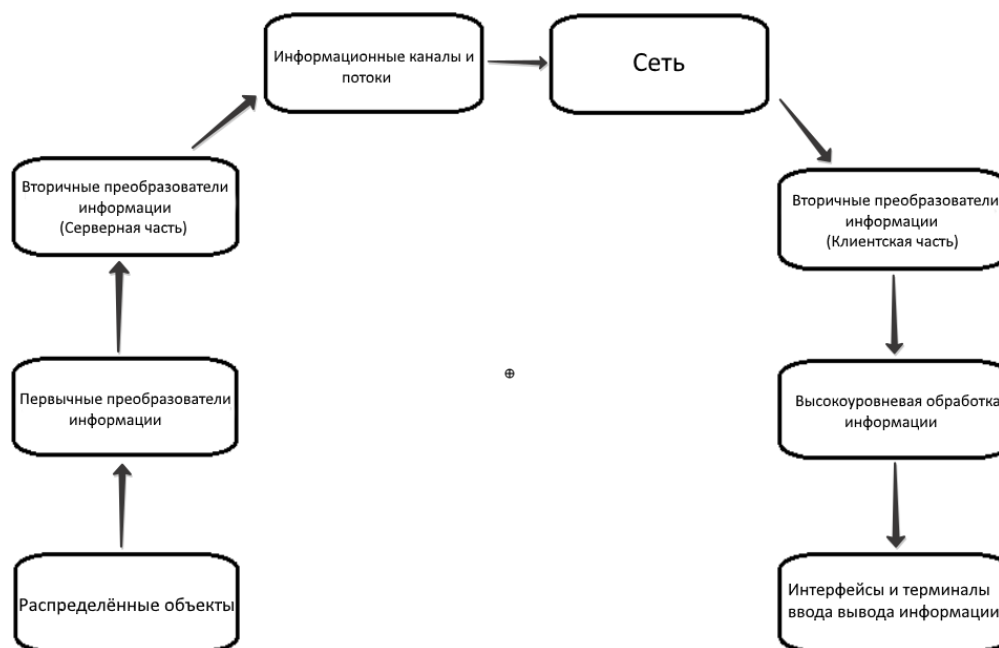 Информационные каналы и
потоки
Сеть
Вторичные преобразователи
информации
(Серверная часть)
Вторичные преобразователи
информации
(Клиентская часть)
Первычные преобразователи
информации
Высокоуровневая обработка
информации
Распределённые объекты
Интерфейсы и терминалы
ввода вывода информации